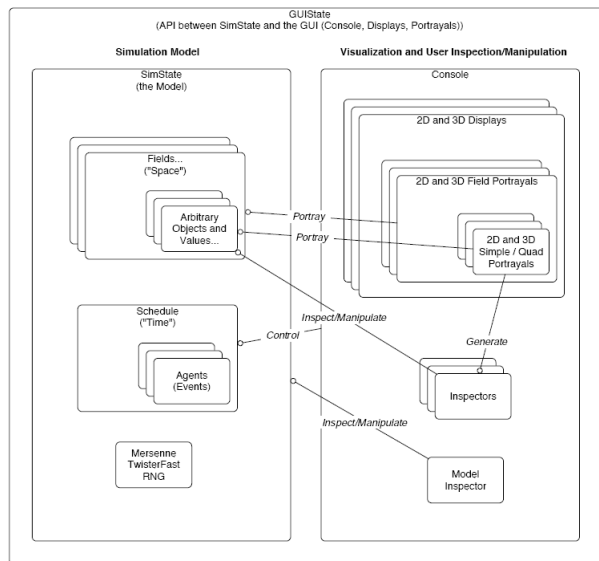 GUIState
(API between SimState and the GUI (Console, Displays, Portrayals))
Simulation Model
Visualization and User Inspection/Manipulation
SimState
(the Model)
Console
2D and 3D Displays
Fields...
("Space")
2D and 3D Field Portrayals
Arbitrary
Objects and
Values...
Portray
Portray
2D and 3D
Simple / Quad
Portrayals
Schedule
("Time")
Inspect/Manipulate
Control
Generate
Agents
(Events)
Inspectors
Inspect/Manipulate
Mersenne
TwisterFast
RNG
Model
Inspector